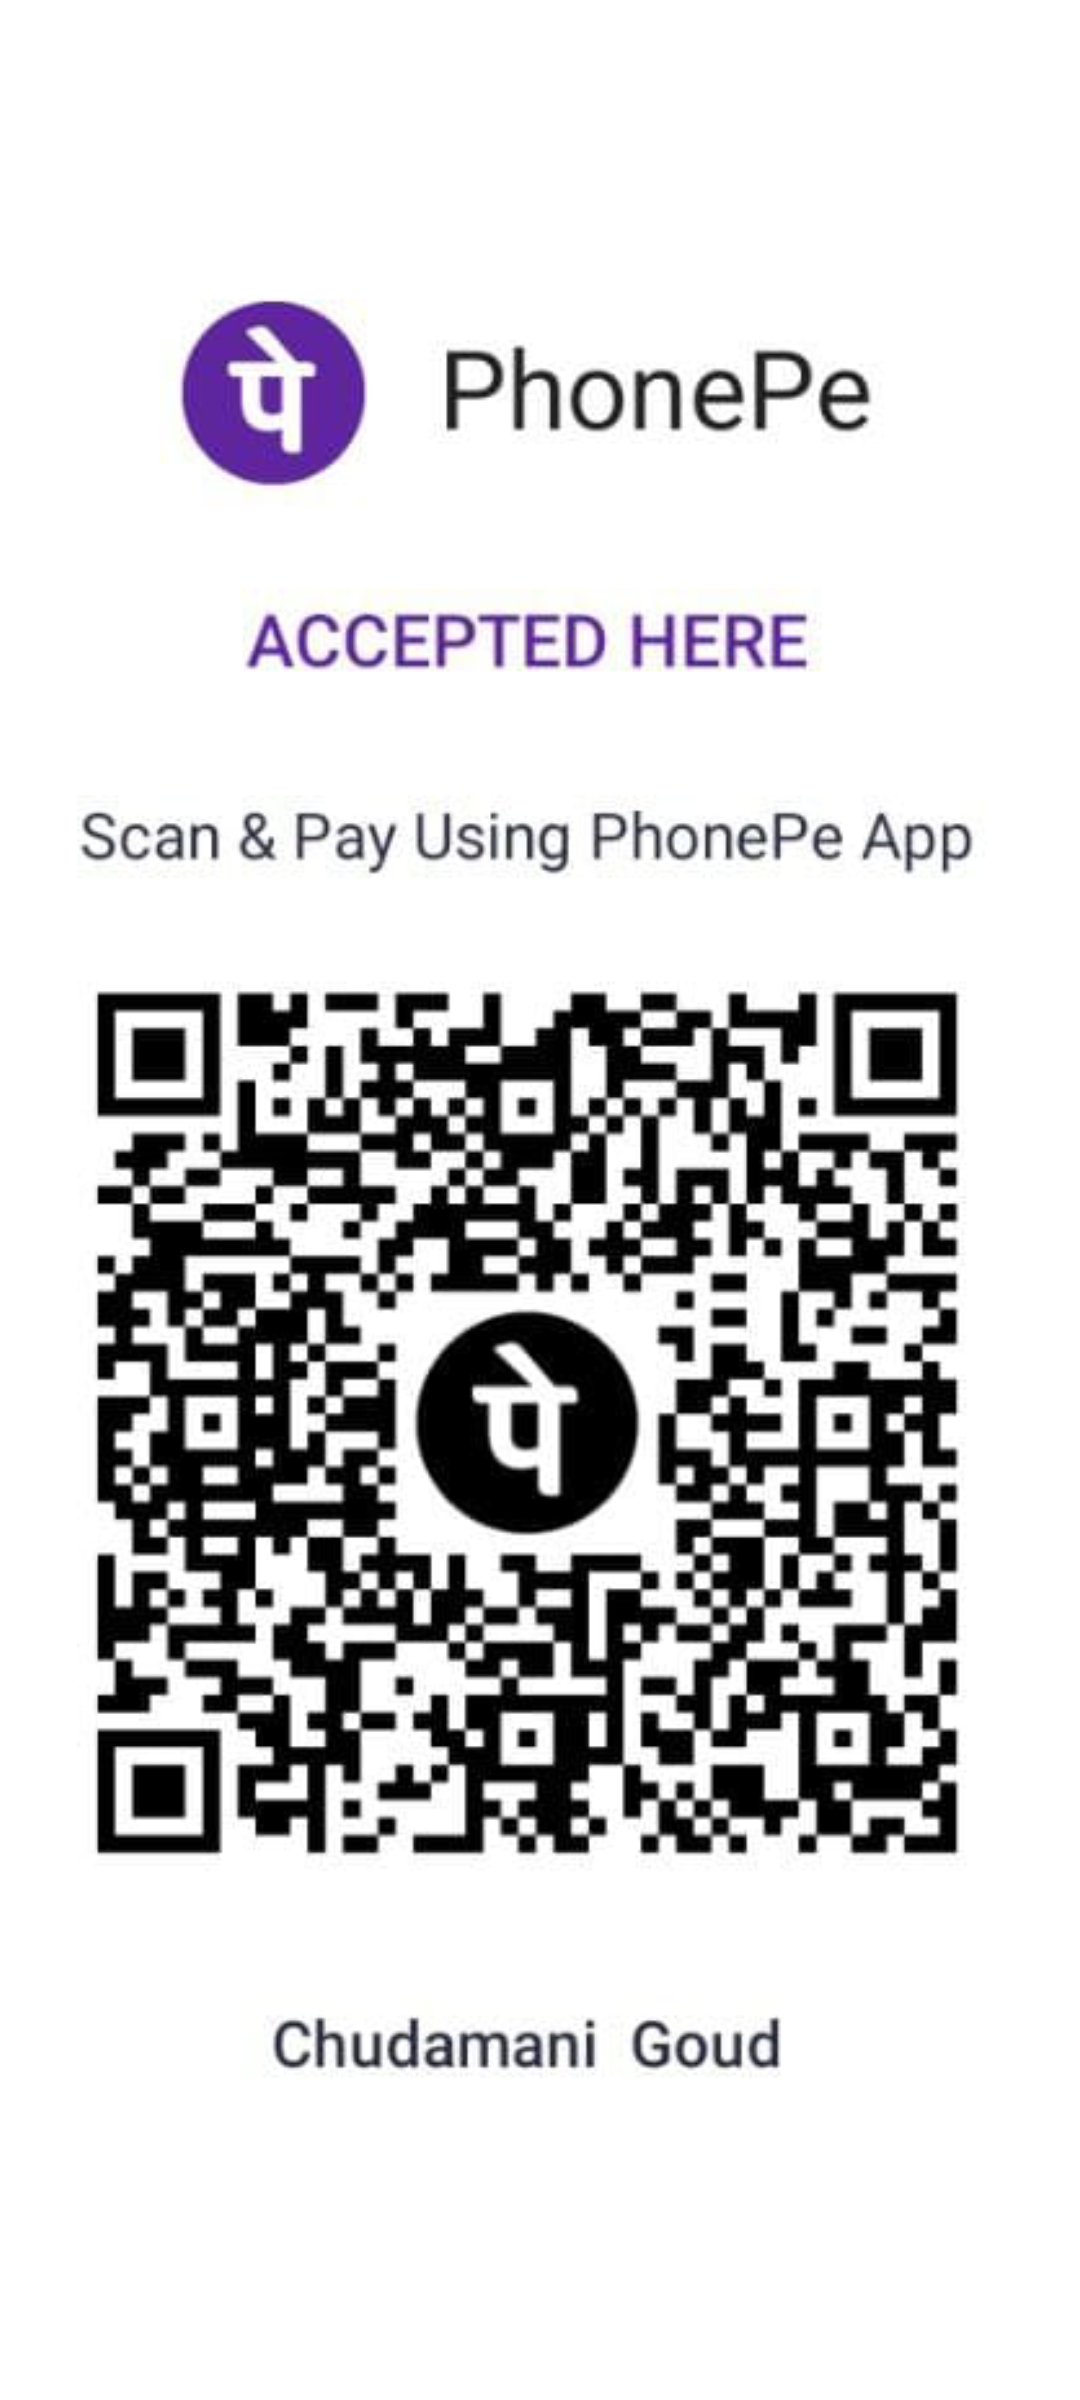 पे PhonePe
ACCEPTED HERE
Scan & Pay Using PhonePe App
पे
Chudamani Goud